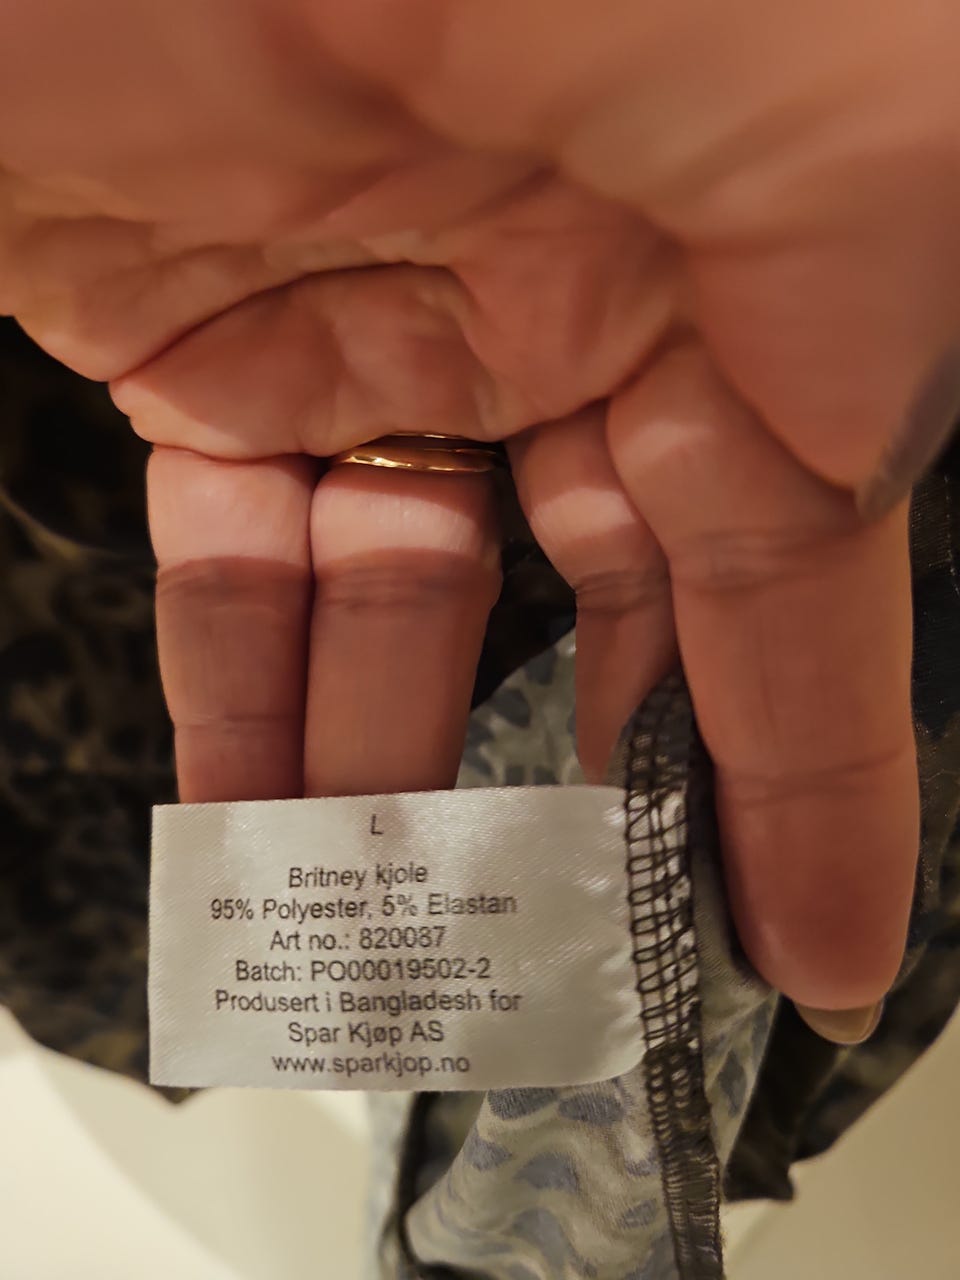 L
Britney kjole
95% Polyester, 5% Elastan
Art no.: 820087
Batch: PO00019502-2
Produsert i Bangladesh for
Spar Kjøp AS
www.sparkjop.no